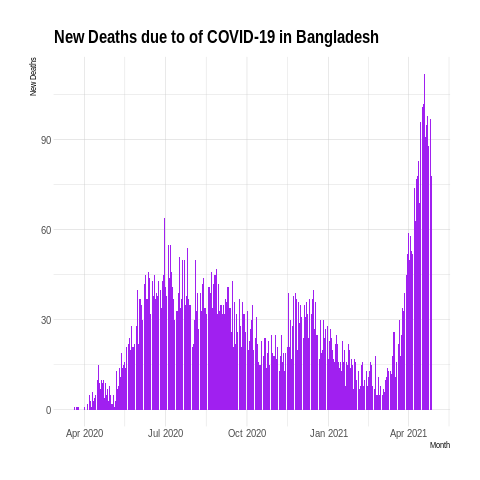 New Deaths due to of COVID-19 in Bangladesh
New Deaths
90
60
30
0
Apr 2020 Jul 2020 Oct 2020 Jan 2021 Apr 2021
Month